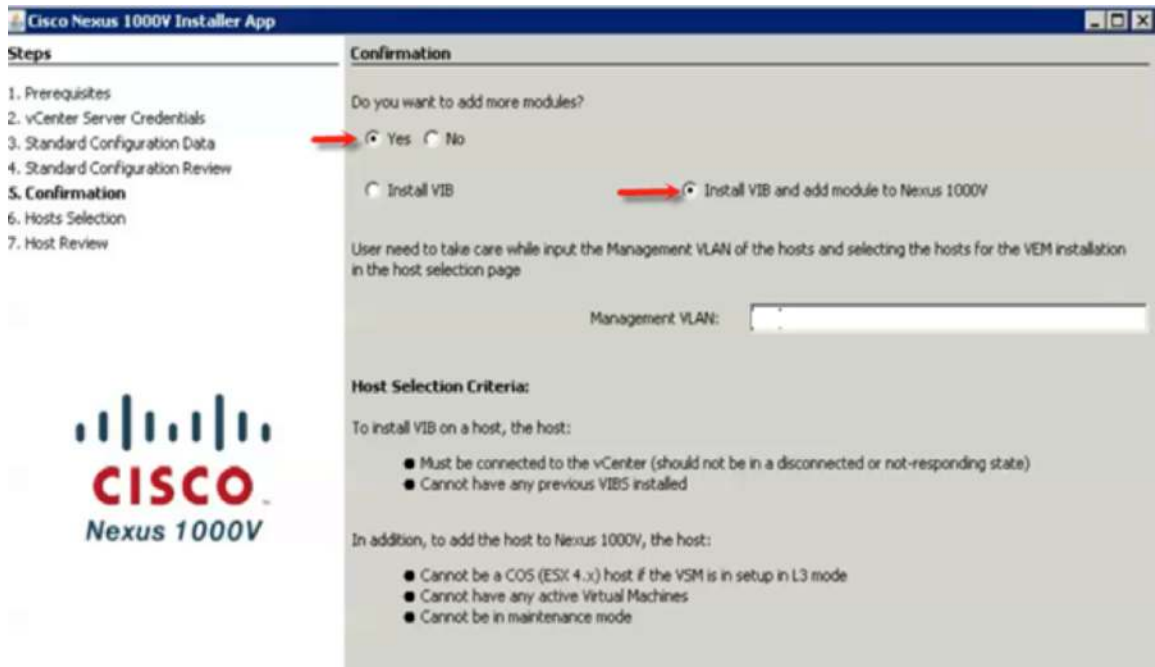 Cisco Nexus 1000V Installer App
Steps
1. Prerequisites
2. vCenter Server Credentials
3. Standard Configuration Data
4. Standard Configuration Review
5. Confirmation
6. Hosts Selection
7. Host Review
CISCO
Nexus 1000V
Confirmation
Do you want to add more modules?
Yes No
Install VIB Install VIB and add module to Nexus 1000V
User need to take care while input the Management VLAN of the hosts and selecting the hosts for the VEM installation
in the host selection page
Management VLAN:
Host Selection Criteria:
To install VIB on a host, the host:
Must be connected to the vCenter (should not be in a disconnected or not-responding state)
Cannot have any previous VIBS installed
In addition, to add the host to Nexus 1000V, the host:
Cannot be a COS (ESX 4.x) host if the VSM is in setup in L3 mode
Cannot have any active Virtual Machines
Cannot be in maintenance mode